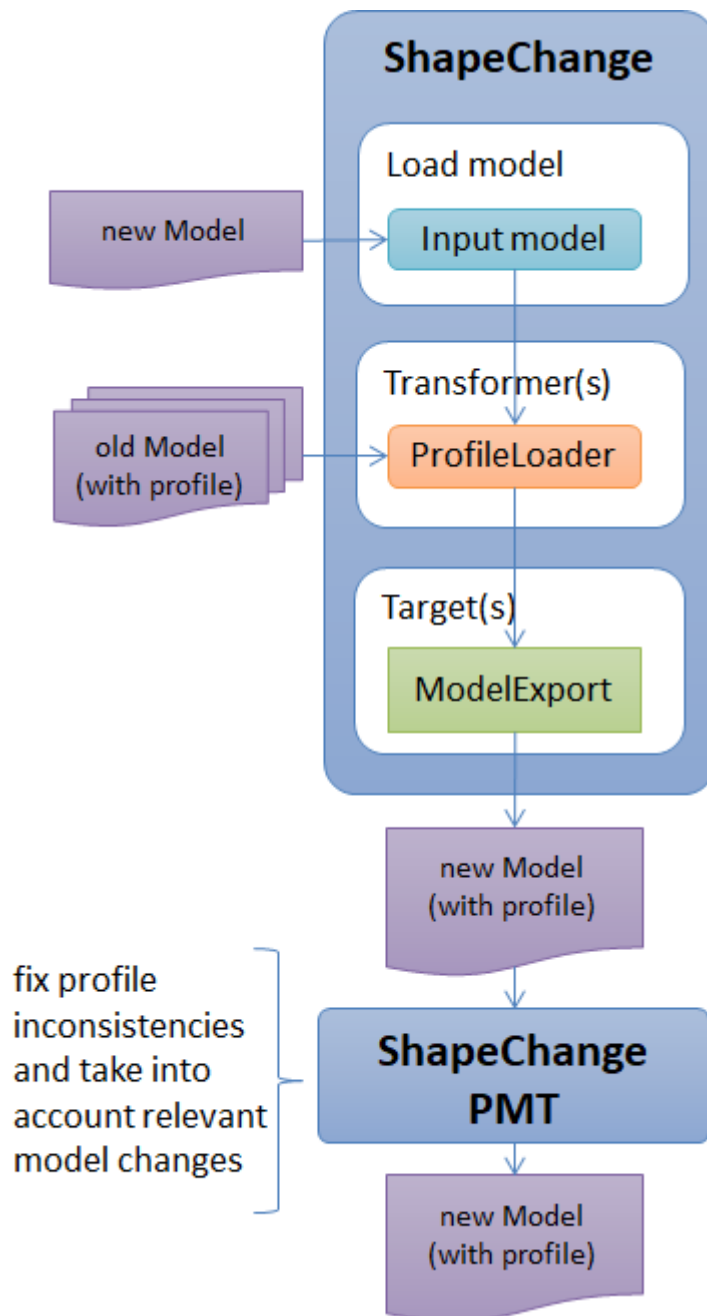 ShapeChange
Load model
new Model
Input model
Transformer(s)
old Model
(with profile)
ProfileLoader
Target(s)
ModelExport
new Model
(with profile)
fix profile
inconsistencies
and take into
account relevant
model changes
ShapeChange
PMT
new Model
(with profile)